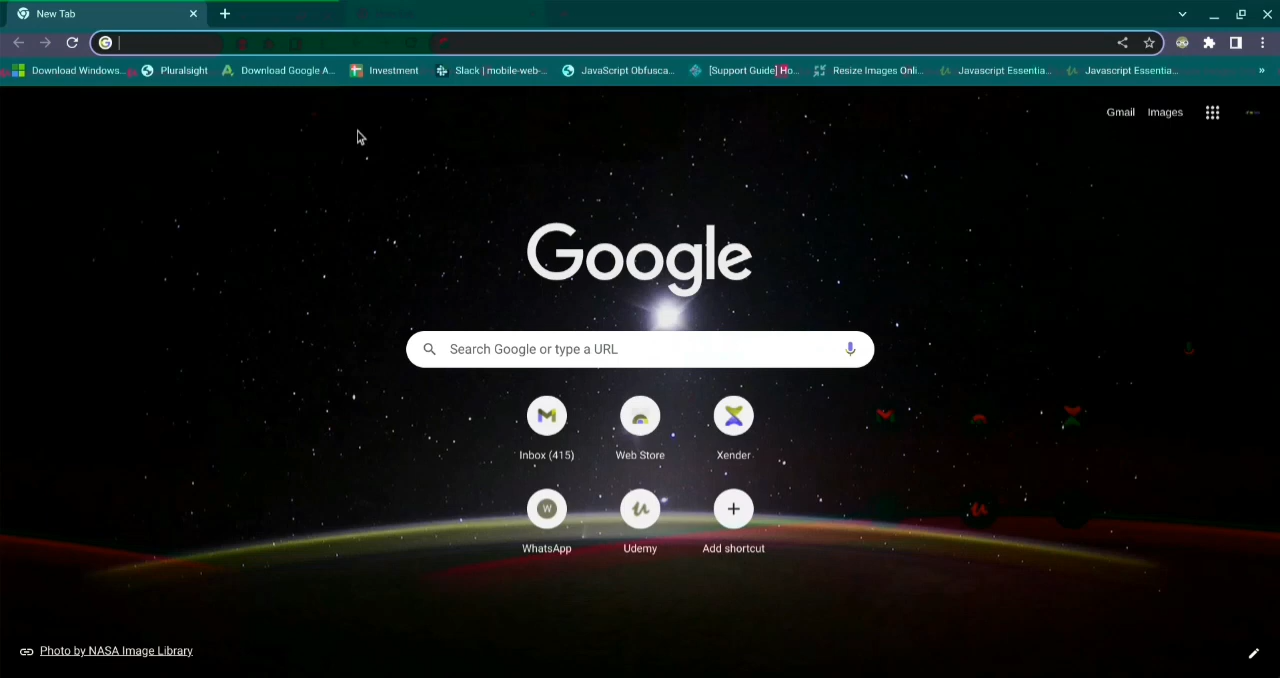 New Tab
Download Windows... Pluralsight Download Google A... Investment Slack | mobile-web-... JavaScript Obfusca... [Support Guide] Ho... Resize Images Onli... Javascript Essentia... Javascript Essentia... »
Gmail Images
Google
Search Google or type a URL
Inbox (415) Web Store Xender
W
WhatsApp Udemy Add shortcut
Photo by NASA Image Library